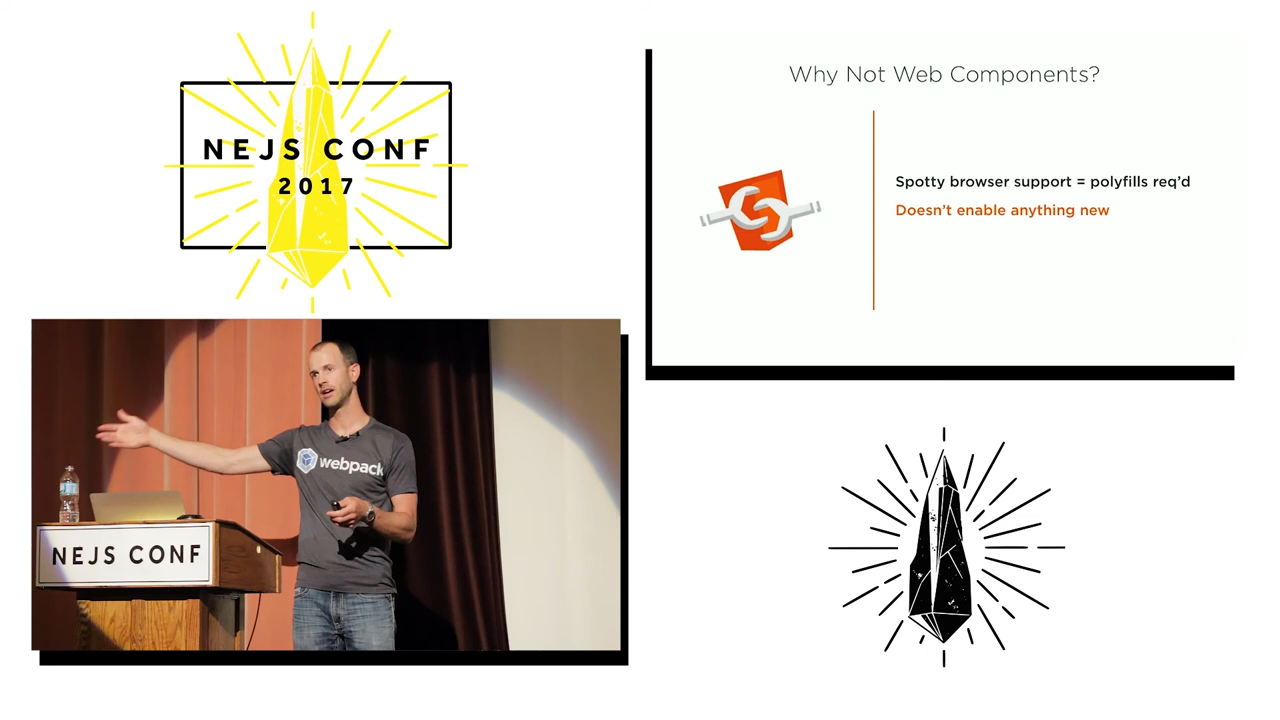 NEJS CONF
2017
Why Not Web Components?
Spotty browser support = polyfills req'd
Doesn't enable anything new
webpack
NEJS CONF